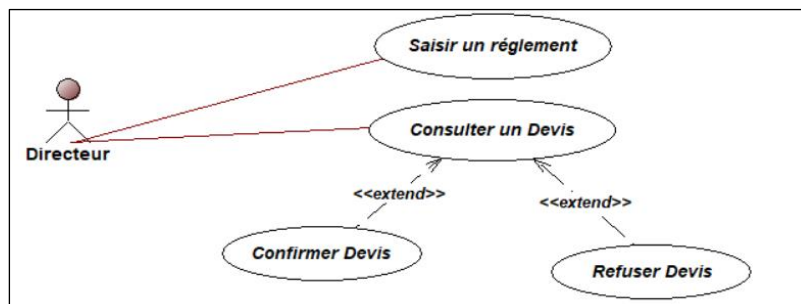 Saisir un réglement
Consulter un Devis
Directeur
<<extend>>
<<extend>>
Confirmer Devis
Refuser Devis